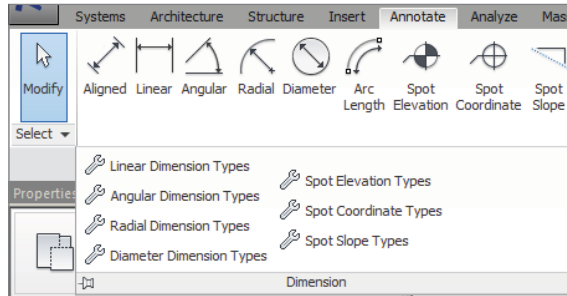 Systems Architecture Structure Insert Annotate Analyze Mas
Modify Aligned Linear Angular Radial Diameter Arc Length Spot Elevation Spot Coordinate Spot Slope
Select
Properties
Linear Dimension Types
Angular Dimension Types
Radial Dimension Types
Diameter Dimension Types
Spot Elevation Types
Spot Coordinate Types
Spot Slope Types
Dimension